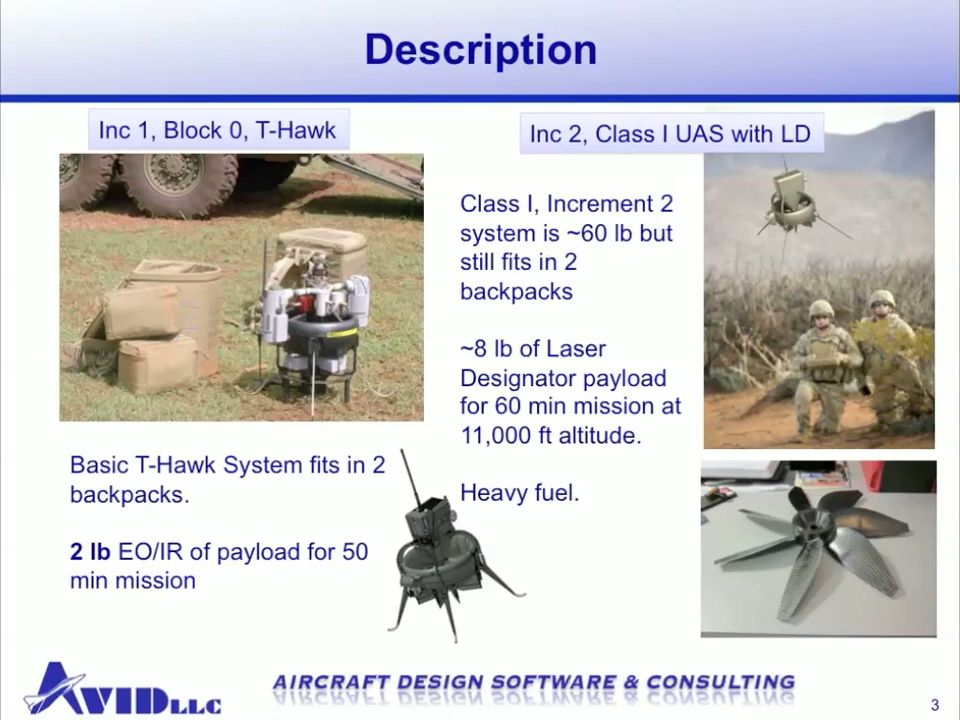 Description
Inc 1, Block 0, T-Hawk
Inc 2, Class I UAS with LD
Class I, Increment 2
system is ~60 lb but
still fits in 2
backpacks
~8 lb of Laser
Designator payload
for 60 min mission at
11,000 ft altitude.
Heavy fuel.
Basic T-Hawk System fits in 2
backpacks.
2 lb EO/IR of payload for 50
min mission
AVID LLC
AIRCRAFT DESIGN SOFTWARE & CONSULTING
3